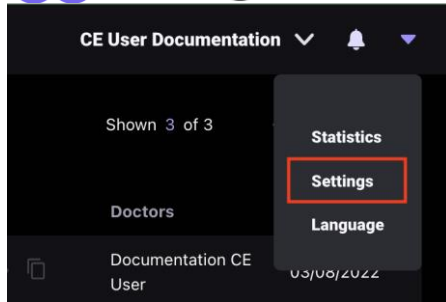 CE User Documentation
Shown 3 of 3
Statistics
Settings
Language
Doctors
Documentation CE
User
03/08/2022